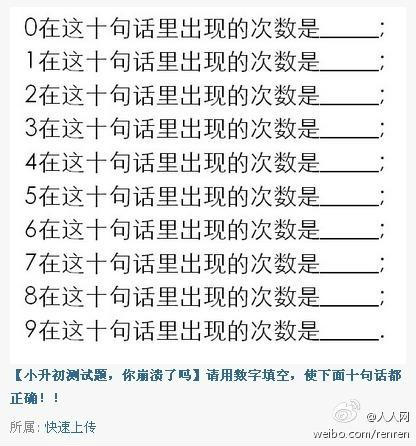 0在这十句话里出现的次数是_____;
1在这十句话里出现的次数是_____;
2在这十句话里出现的次数是_____;
3在这十句话里出现的次数是_____;
4在这十句话里出现的次数是_____;
5在这十句话里出现的次数是_____;
6在这十句话里出现的次数是_____;
7在这十句话里出现的次数是_____;
8在这十句话里出现的次数是_____;
9在这十句话里出现的次数是_____.
【小升初测试题，你崩溃了吗】请用数字填空，使下面十句话都
正确！！
所属: 快速上传
人人网
weibo.com/renren